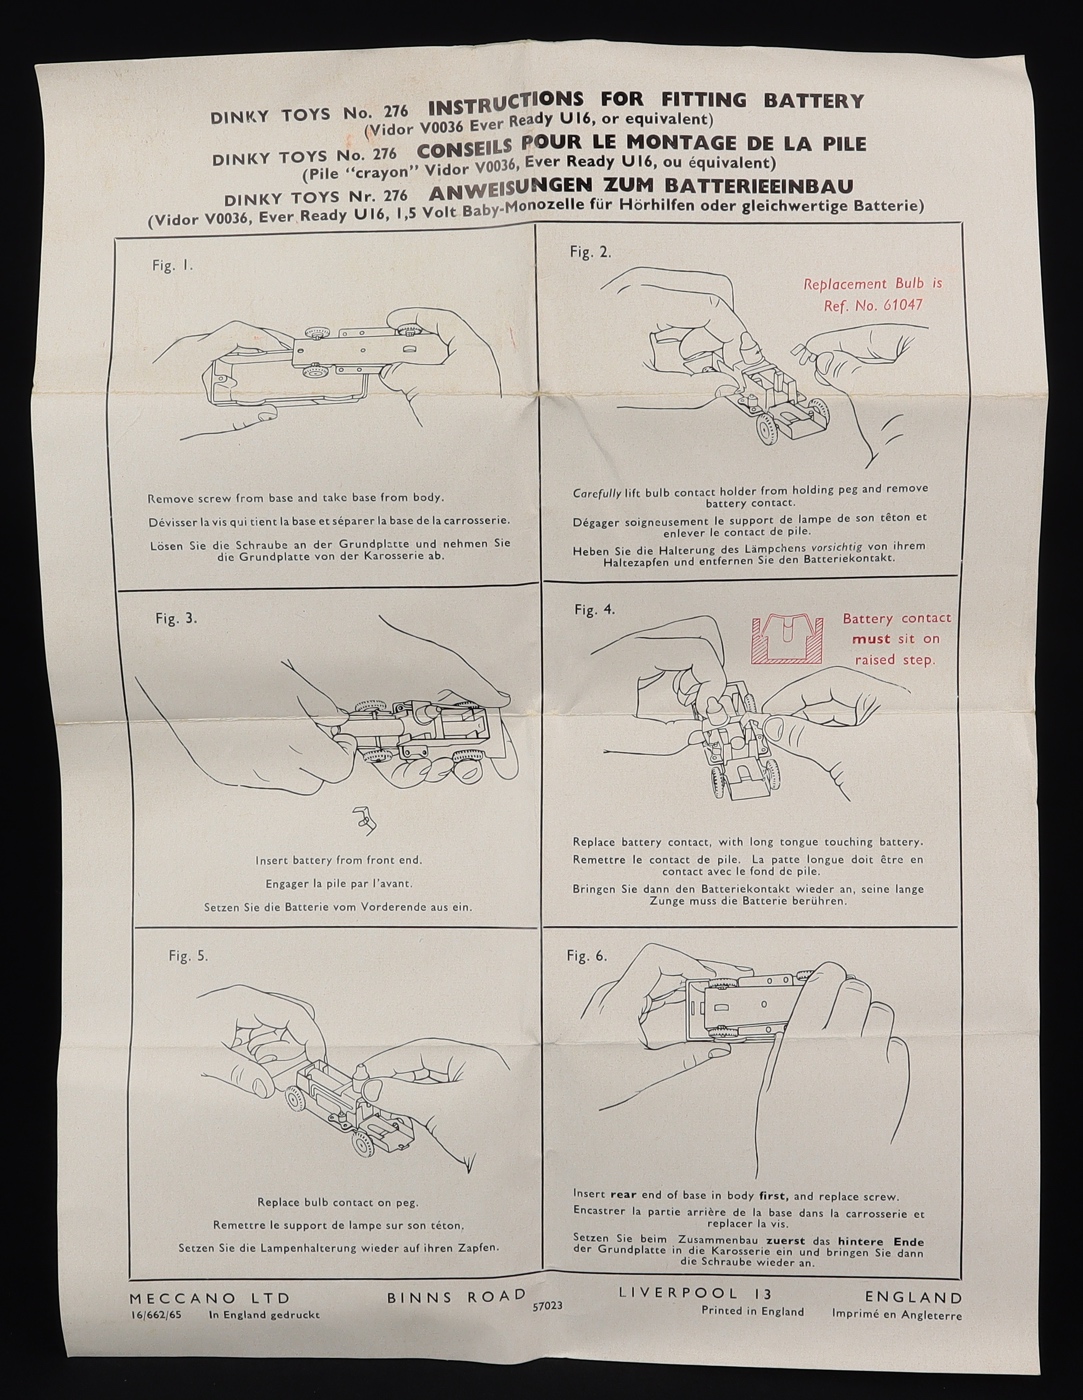 DINKY TOYS No. 276 INSTRUCTIONS FOR FITTING BATTERY
(Vidor V0036 Ever Ready U16, or equivalent)
DINKY TOYS No. 276 CONSEILS POUR LE MONTAGE DE LA PILE
(Pile “crayon” Vidor V0036, Ever Ready U16, ou équivalent)
DINKY TOYS Nr. 276 ANWEISUNGEN ZUM BATTERIEEINBAU
(Vidor V0036, Ever Ready U16, 1,5 Volt Baby-Monozelle für Hörhilfen oder gleichwertige Batterie)
Fig. 1.
Remove screw from base and take base from body.
Dévisser la vis qui tient la base et séparer la base de la carrosserie.
Lösen Sie die Schraube an der Grundplatte und nehmen Sie
die Grundplatte von der Karosserie ab.
Fig. 2.
Replacement Bulb is
Ref. No. 61047
Carefully lift bulb contact holder from holding peg and remove
battery contact.
Dégager soigneusement le support de lampe de son têton et
enlever le contact de pile.
Heben Sie die Halterung des Lämpchens vorsichtig von ihrem
Haltezapfen und entfernen Sie den Batteriekontakt.
Fig. 3.
Insert battery from front end.
Engager la pile par l’avant.
Setzen Sie die Batterie vom Vorderende aus ein.
Fig. 4.
Battery contact
must sit on
raised step.
Replace battery contact, with long tongue touching battery.
Remettre le contact de pile. La patte longue doit être en
contact avec le fond de pile.
Bringen Sie dann den Batteriekontakt wieder an, seine lange
Zunge muss die Batterie berühren.
Fig. 5.
Replace bulb contact on peg.
Remettre le support de lampe sur son téton.
Setzen Sie die Lampenhalterung wieder auf ihren Zapfen.
Fig. 6.
Insert rear end of base in body first, and replace screw.
Encastrer la partie arrière de la base dans la carrosserie et
replacer la vis.
Setzen Sie beim Zusammenbau zuerst das hintere Ende
der Grundplatte in die Karosserie ein und bringen Sie dann
die Schraube wieder an.
MECCANO LTD BINNS ROAD LIVERPOOL 13 ENGLAND
16/662/65 In England gedruckt 57023 Printed in England Imprimé en Angleterre